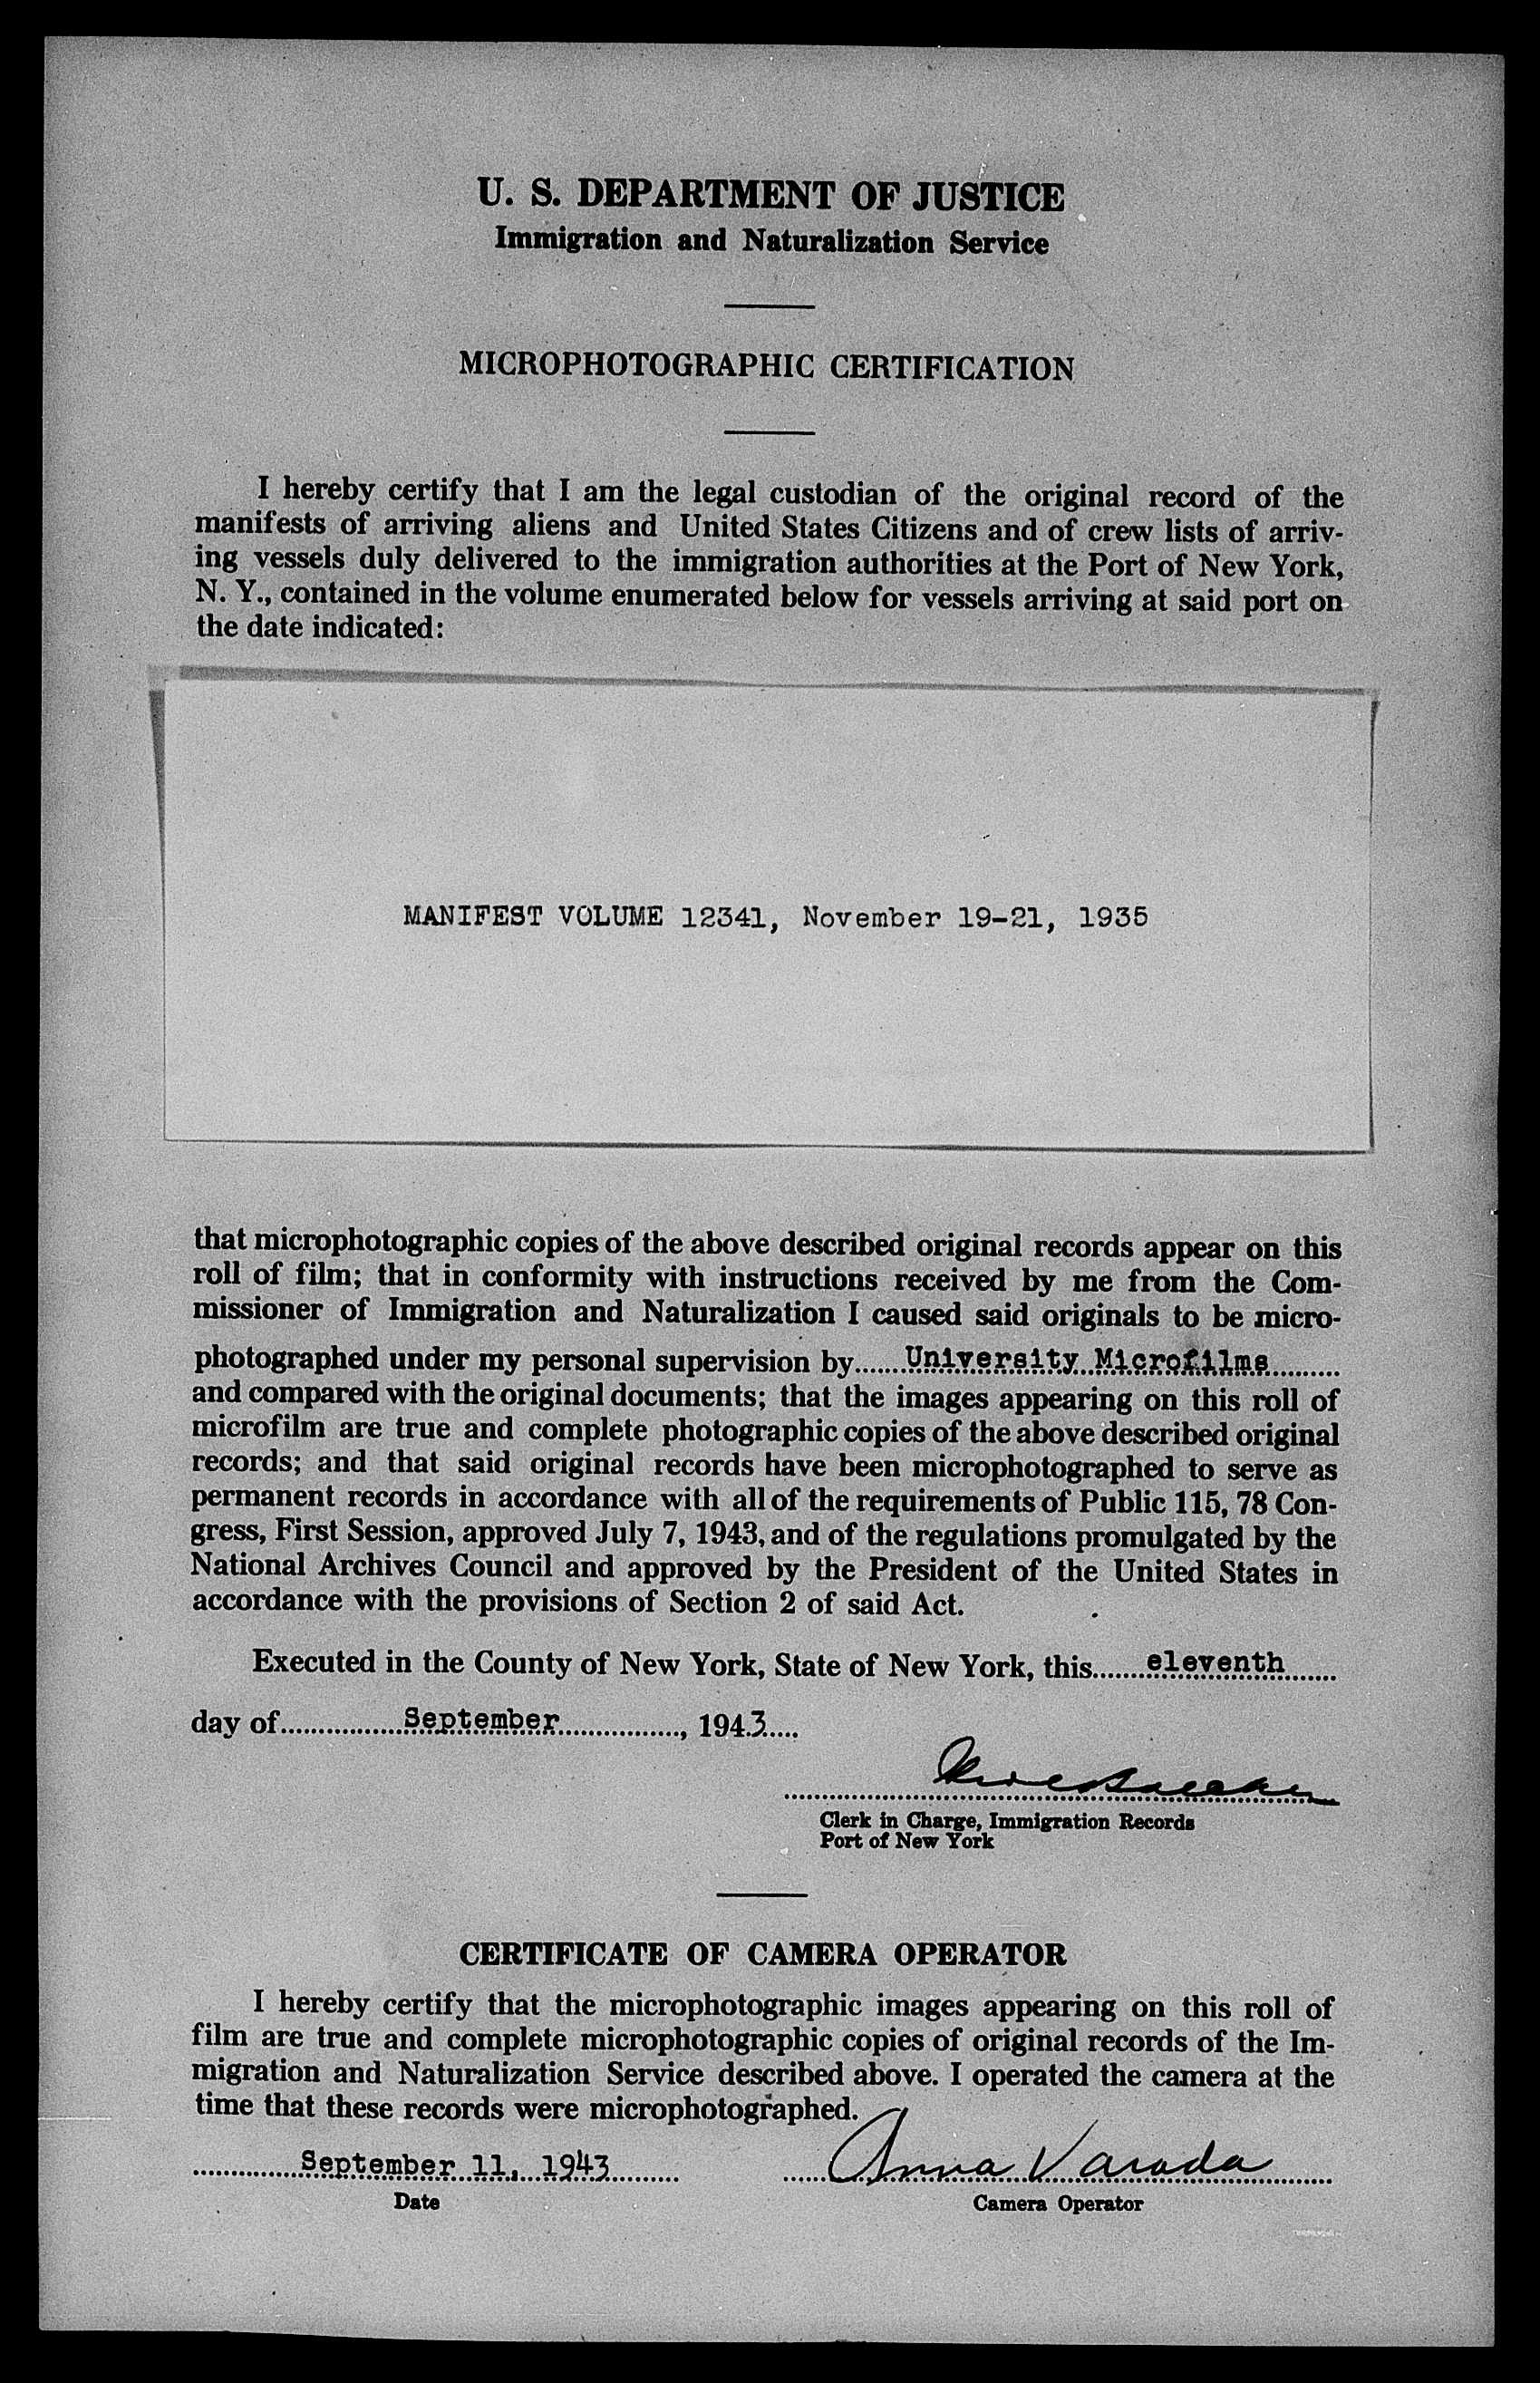 U. S. DEPARTMENT OF JUSTICE
Immigration and Naturalization Service
MICROPHOTOGRAPHIC CERTIFICATION
I hereby certify that I am the legal custodian of the original record of the
manifests of arriving aliens and United States Citizens and of crew lists of arriv-
ing vessels duly delivered to the immigration authorities at the Port of New York,
N. Y., contained in the volume enumerated below for vessels arriving at said port on
the date indicated:
MANIFEST VOLUME 12341, November 19-21, 1935
that microphotographic copies of the above described original records appear on this
roll of film; that in conformity with instructions received by me from the Com-
missioner of Immigration and Naturalization I caused said originals to be micro-
photographed under my personal supervision by......University Microfilms..........
and compared with the original documents; that the images appearing on this roll of
microfilm are true and complete photographic copies of the above described original
records; and that said original records have been microphotographed to serve as
permanent records in accordance with all of the requirements of Public 115, 78 Con-
gress, First Session, approved July 7, 1943, and of the regulations promulgated by the
National Archives Council and approved by the President of the United States in
accordance with the provisions of Section 2 of said Act.
Executed in the County of New York, State of New York, this.......eleventh.......
day of................September................, 1943.....
Clerk in Charge, Immigration Records
Port of New York
CERTIFICATE OF CAMERA OPERATOR
I hereby certify that the microphotographic images appearing on this roll of
film are true and complete microphotographic copies of original records of the Im-
migration and Naturalization Service described above. I operated the camera at the
time that these records were microphotographed.
September 11, 1943 Anna Varada
Date Camera Operator